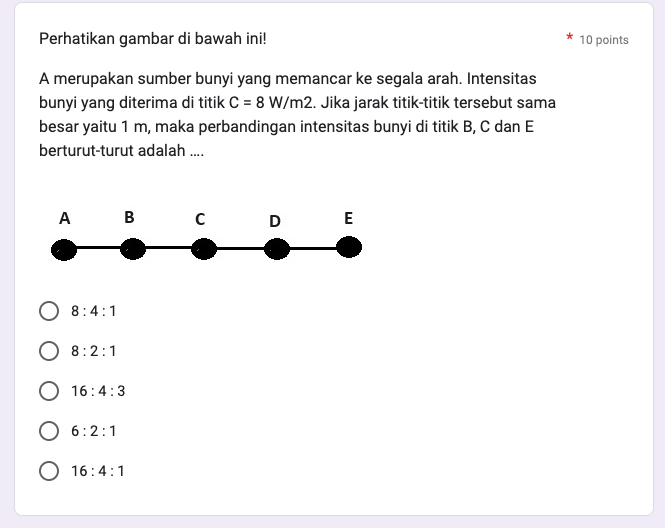 Perhatikan gambar di bawah ini!
* 10 points
A merupakan sumber bunyi yang memancar ke segala arah. Intensitas
bunyi yang diterima di titik C = 8 W/m2. Jika jarak titik-titik tersebut sama
besar yaitu 1 m, maka perbandingan intensitas bunyi di titik B, C dan E
berturut-turut adalah ....
A B C D E
8 : 4 : 1
8 : 2 : 1
16 : 4 : 3
6 : 2 : 1
16 : 4 : 1